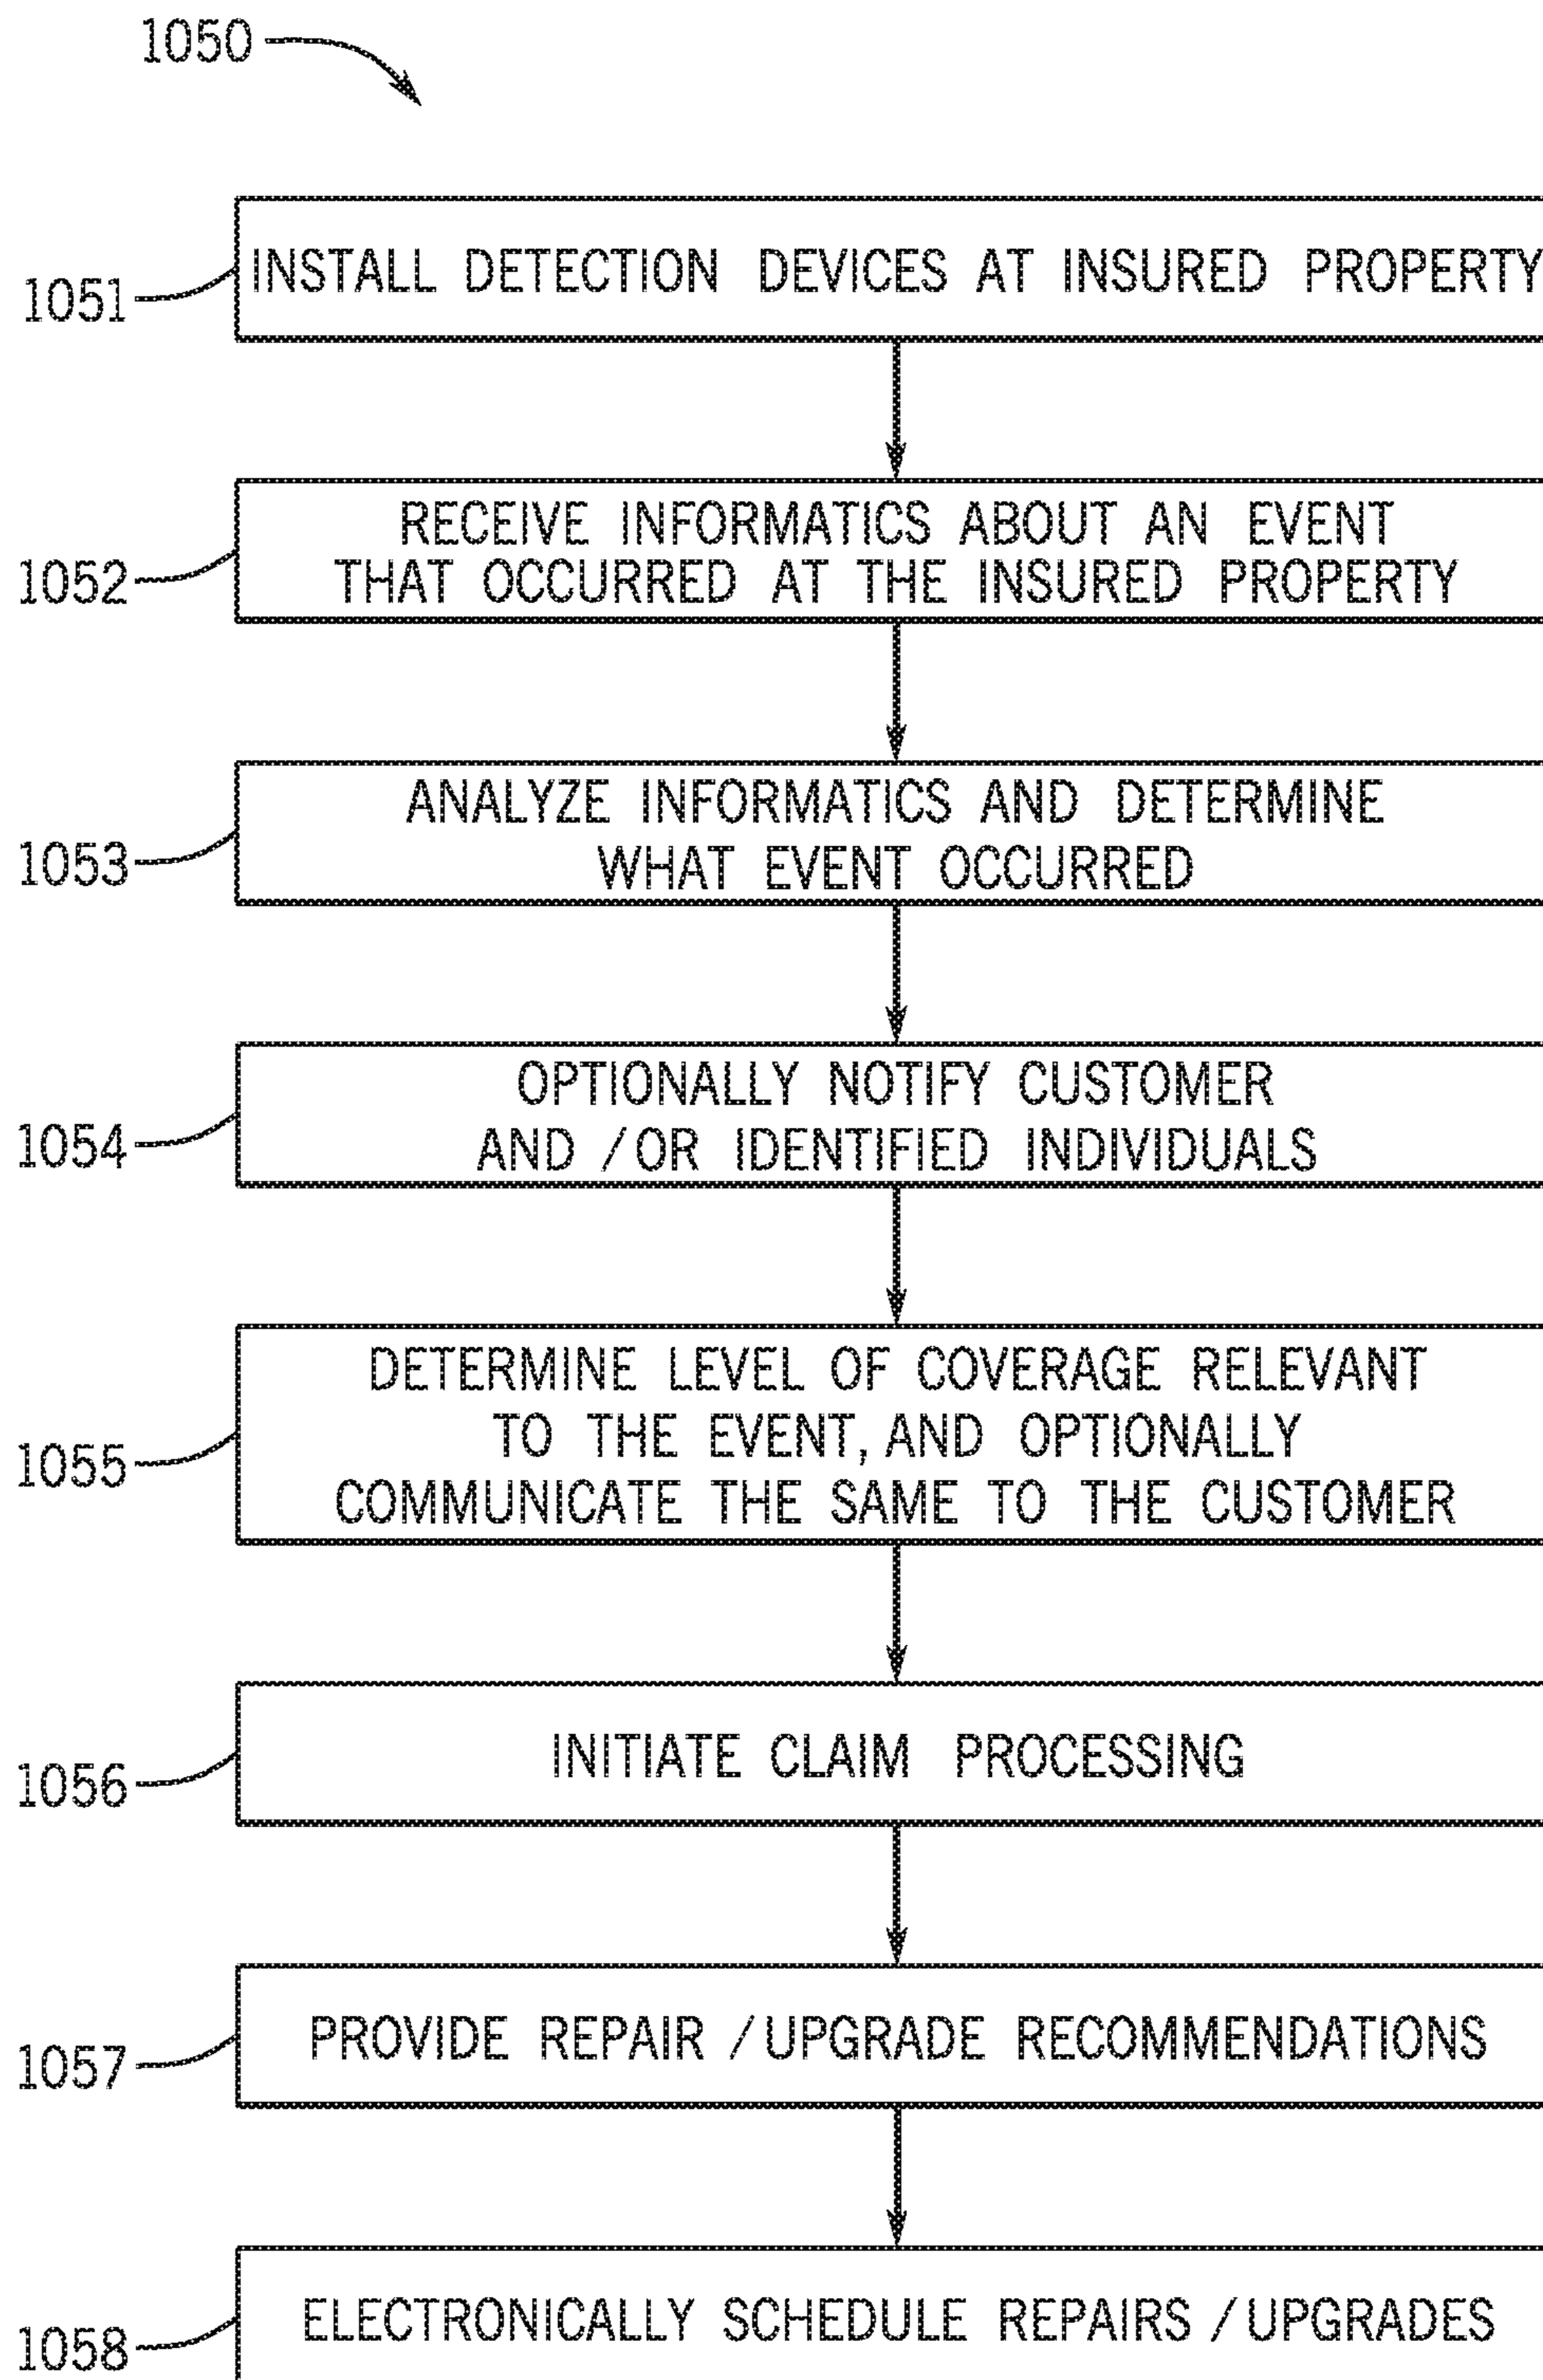 1050
1051
INSTALL DETECTION DEVICES AT INSURED PROPERTY
1052
RECEIVE INFORMATICS ABOUT AN EVENT
THAT OCCURRED AT THE INSURED PROPERTY
1053
ANALYZE INFORMATICS AND DETERMINE
WHAT EVENT OCCURRED
1054
OPTIONALLY NOTIFY CUSTOMER
AND /OR IDENTIFIED INDIVIDUALS
1055
DETERMINE LEVEL OF COVERAGE RELEVANT
TO THE EVENT, AND OPTIONALLY
COMMUNICATE THE SAME TO THE CUSTOMER
1056
INITIATE CLAIM PROCESSING
1057
PROVIDE REPAIR /UPGRADE RECOMMENDATIONS
1058
ELECTRONICALLY SCHEDULE REPAIRS /UPGRADES